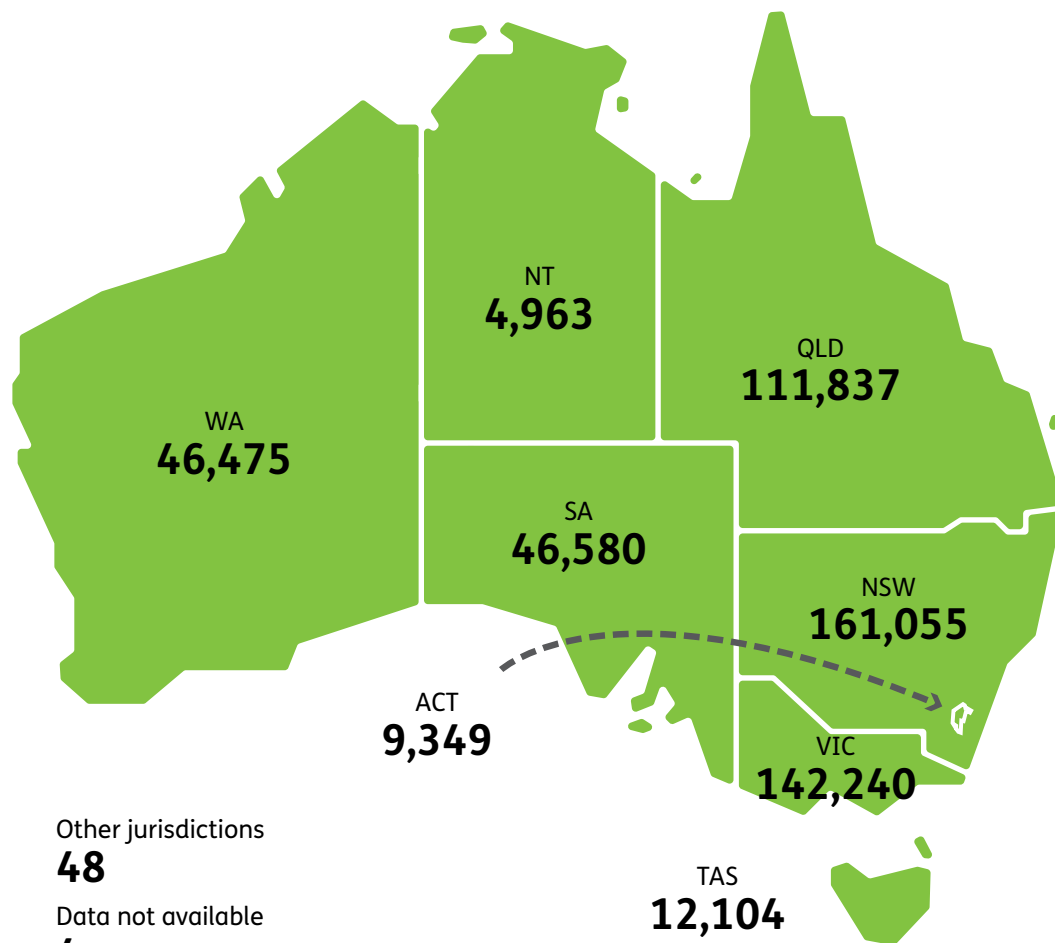 NT
4,963
QLD
111,837
WA
46,475
SA
46,580
NSW
161,055
ACT
9,349
VIC
142,240
Other jurisdictions
48
Data not available
TAS
12,104